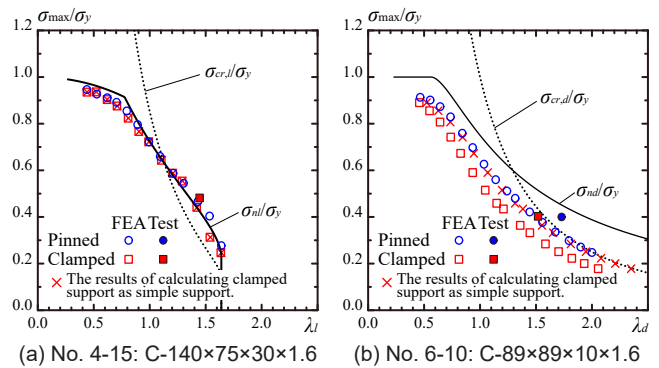 σmax/σy
1.2
1.0
0.8
0.6
0.4
0.2
0.0
0.0 0.5 1.0 1.5 2.0 λl
σcr,l/σy
σnl/σy
FEA Test
Pinned
Clamped
The results of calculating clamped
support as simple support.
(a) No. 4-15: C-140×75×30×1.6
σmax/σy
1.2
1.0
0.8
0.6
0.4
0.2
0.0
0.0 0.5 1.0 1.5 2.0 λd
σcr,d/σy
σnd/σy
FEA Test
Pinned
Clamped
The results of calculating clamped
support as simple support.
(b) No. 6-10: C-89×89×10×1.6